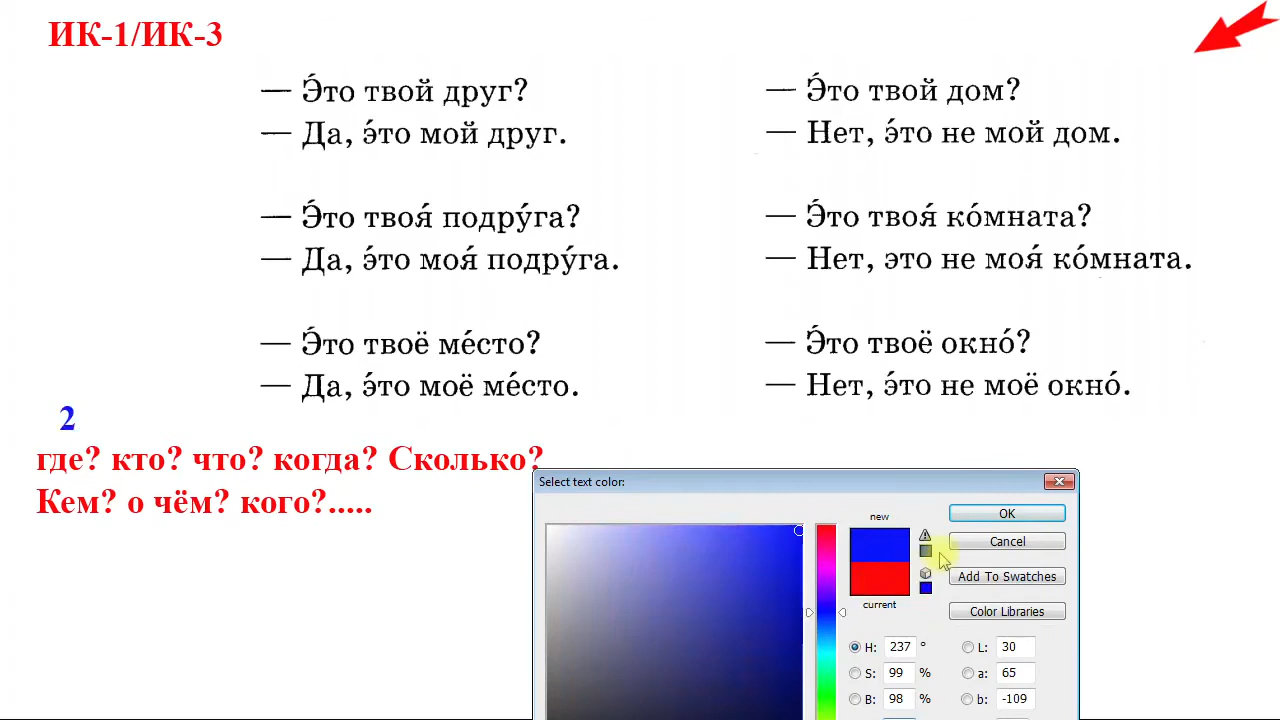 ИК-1/ИК-3
— Э́то твой друг?
— Да, э́то мой друг.
— Э́то твоя́ подру́га?
— Да, э́то моя́ подру́га.
— Э́то твоё ме́сто?
— Да, э́то моё ме́сто.
— Э́то твой дом?
— Нет, э́то не мой дом.
— Э́то твоя́ ко́мната?
— Нет, это не моя́ ко́мната.
— Э́то твоё окно́?
— Нет, э́то не моё окно́.
2
где? кто? что? когда? Сколько?
Кем? о чём? кого?.....
Select text color:
new
current
OK
Cancel
Add To Swatches
Color Libraries
H: 237 °
S: 99 %
B: 98 %
L: 30
a: 65
b: -109